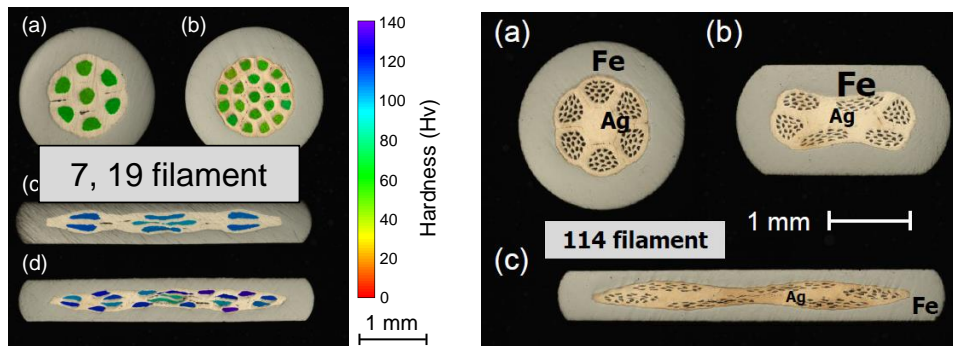 (a)
(b)
7, 19 filament
(c
(d)
140
120
100
80
60
40
20
0
Hardness (Hv)
1 mm
(a)
Fe
Ag
(b)
Fe
Ag
1 mm
114 filament
(c)
Ag
Fe